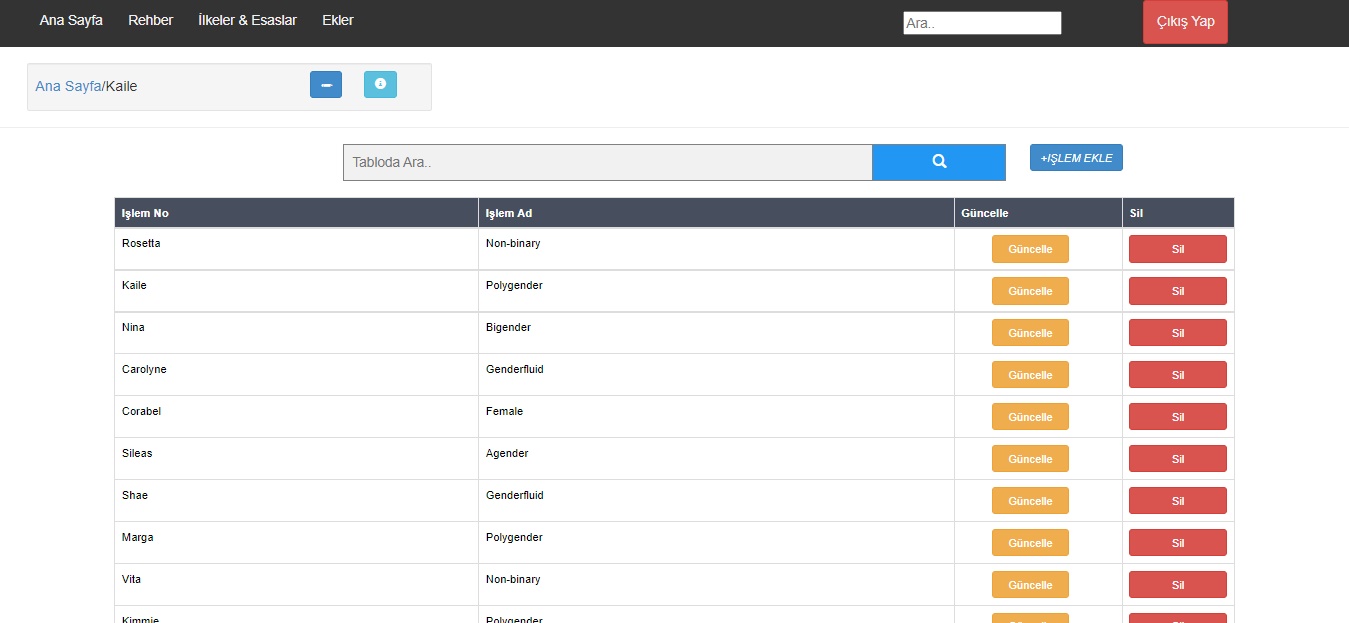 Ana Sayfa Rehber İlkeler & Esaslar Ekler Ara.. Çıkış Yap
Ana Sayfa/Kaile
Tabloda Ara.. +IŞLEM EKLE
Işlem No Işlem Ad Güncelle Sil
Rosetta Non-binary Güncelle Sil
Kaile Polygender Güncelle Sil
Nina Bigender Güncelle Sil
Carolyne Genderfluid Güncelle Sil
Corabel Female Güncelle Sil
Sileas Agender Güncelle Sil
Shae Genderfluid Güncelle Sil
Marga Polygender Güncelle Sil
Vita Non-binary Güncelle Sil
Kimmie Polygender